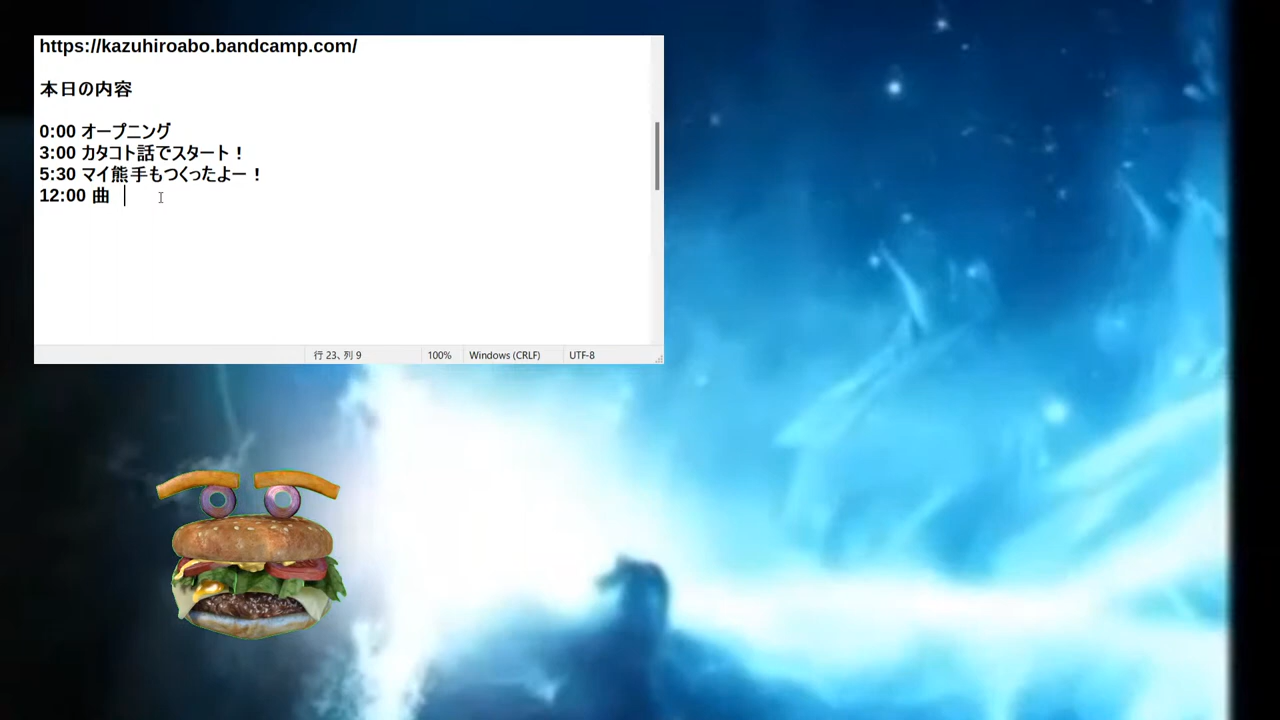 https://kazuhiroabo.bandcamp.com/
本日の内容
0:00 オープニング
3:00 カタコト話でスタート！
5:30 マイ熊手もつくったよー！
12:00 曲
行 23、列 9
100%
Windows (CRLF)
UTF-8